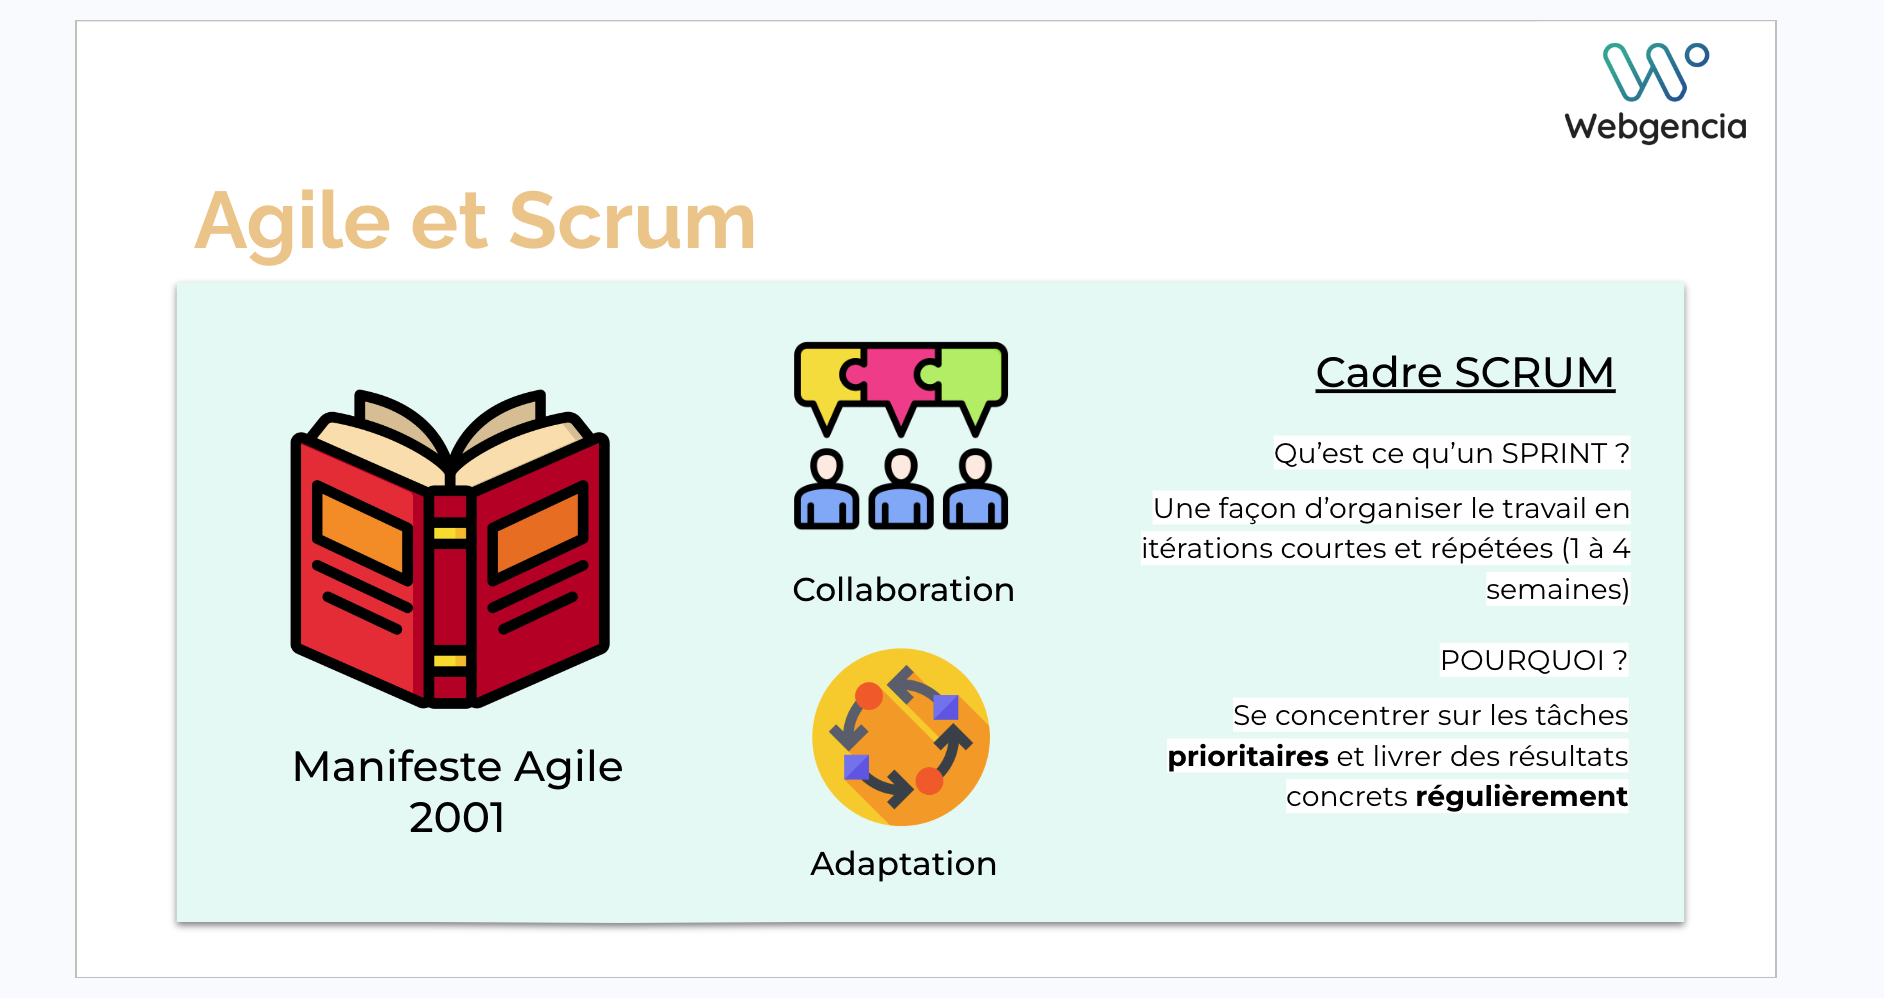 Webgencia
Agile et Scrum
Manifeste Agile
2001
Collaboration
Adaptation
Cadre SCRUM
Qu’est ce qu’un SPRINT ?
Une façon d’organiser le travail en
itérations courtes et répétées (1 à 4
semaines)
POURQUOI ?
Se concentrer sur les tâches
prioritaires et livrer des résultats
concrets régulièrement